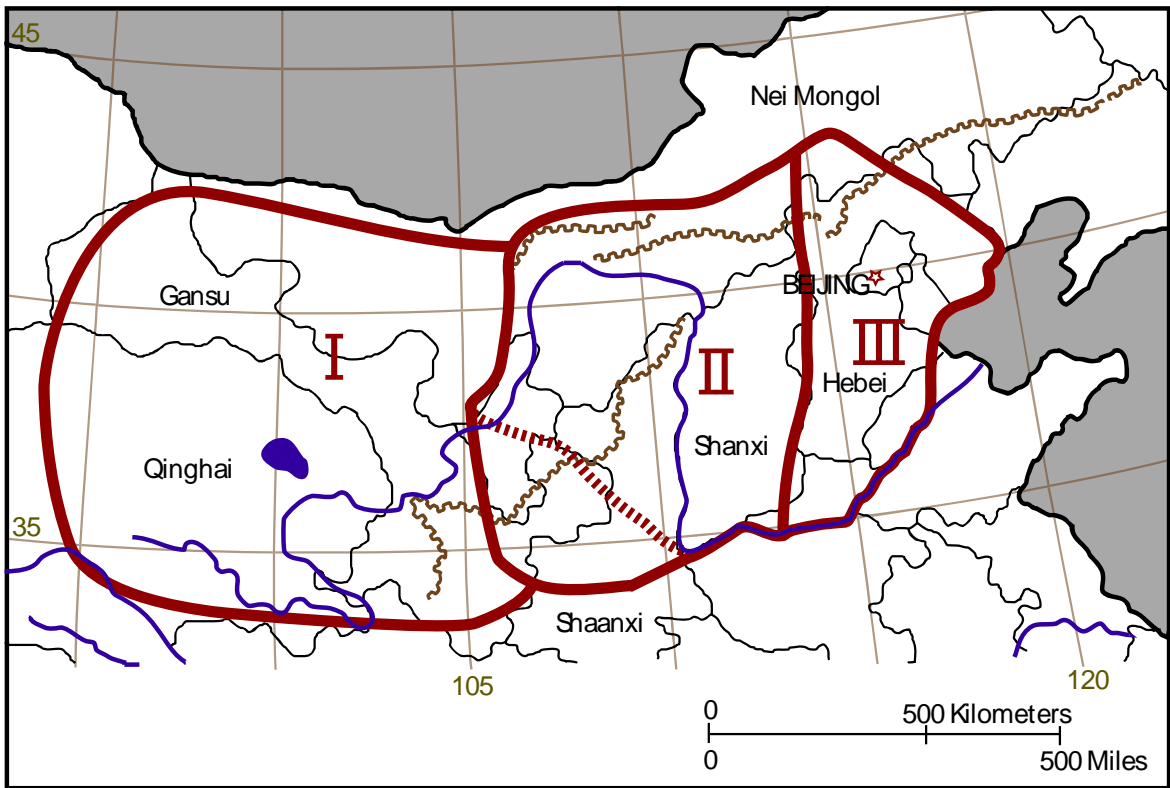 45
Nei Mongol
Gansu
BEIJING
I
II
III
Hebei
Shanxi
Qinghai
35
Shaanxi
105
120
0
500 Kilometers
0
500 Miles